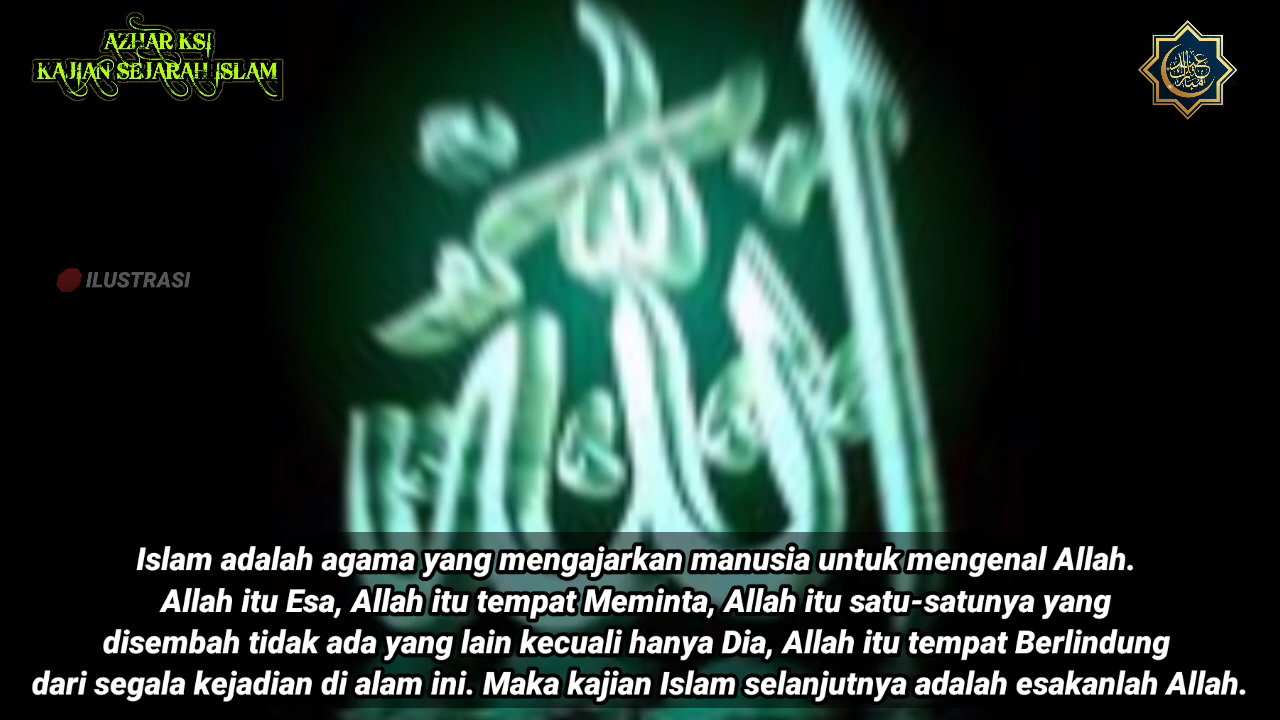 AZHAR KSI
KAJIAN SEJARAH ISLAM
ILUSTRASI
الله
Islam adalah agama yang mengajarkan manusia untuk mengenal Allah.
Allah itu Esa, Allah itu tempat Meminta, Allah itu satu-satunya yang
disembah tidak ada yang lain kecuali hanya Dia, Allah itu tempat Berlindung
dari segala kejadian di alam ini. Maka kajian Islam selanjutnya adalah esakanlah Allah.